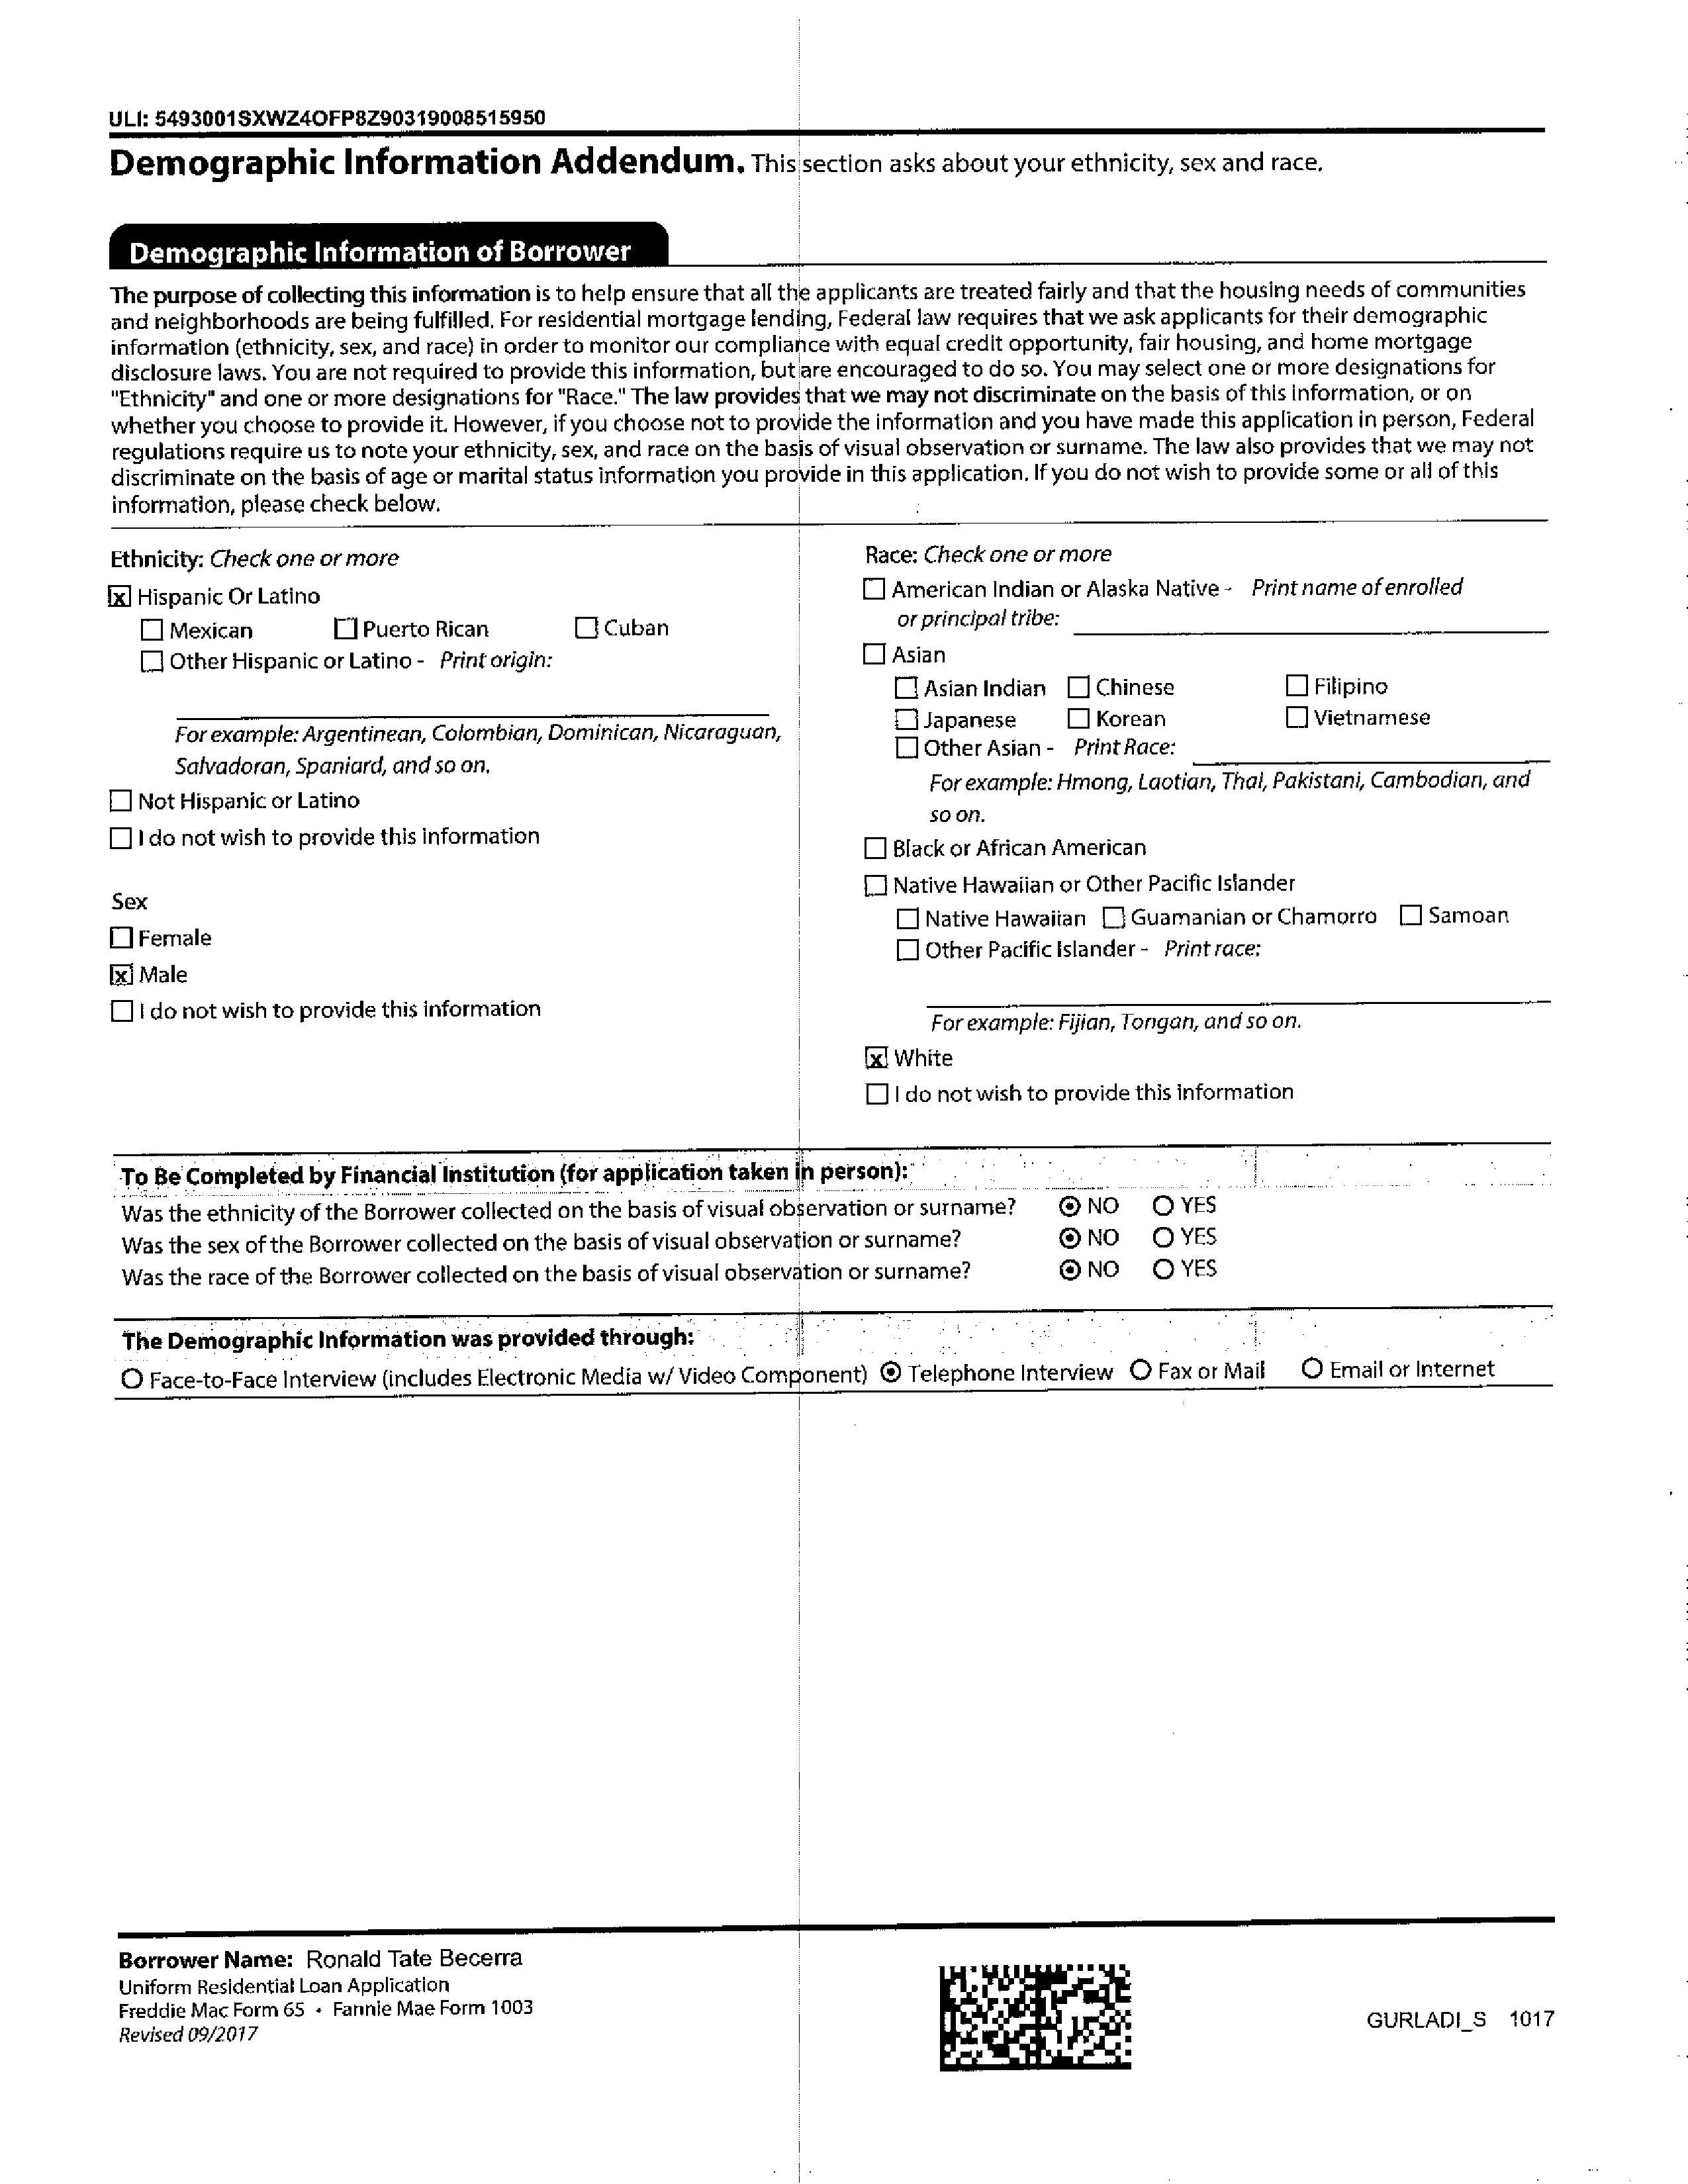 ULI: 5493001SXWZ4OFP8Z90319008515950
Demographic Information Addendum. This section asks about your ethnicity, sex and race.
Demographic Information of Borrower
The purpose of collecting this information is to help ensure that all the applicants are treated fairly and that the housing needs of communities
and neighborhoods are being fulfilled. For residential mortgage lending, Federal law requires that we ask applicants for their demographic
information (ethnicity, sex, and race) in order to monitor our compliance with equal credit opportunity, fair housing, and home mortgage
disclosure laws. You are not required to provide this information, but are encouraged to do so. You may select one or more designations for
"Ethnicity" and one or more designations for "Race." The law provides that we may not discriminate on the basis of this information, or on
whether you choose to provide it. However, if you choose not to provide the information and you have made this application in person, Federal
regulations require us to note your ethnicity, sex, and race on the basis of visual observation or surname. The law also provides that we may not
discriminate on the basis of age or marital status information you provide in this application. If you do not wish to provide some or all of this
information, please check below.
Ethnicity: Check one or more
[x] Hispanic Or Latino
☐ Mexican ☐ Puerto Rican ☐ Cuban
☐ Other Hispanic or Latino - Print origin:
For example: Argentinean, Colombian, Dominican, Nicaraguan,
Salvadoran, Spaniard, and so on.
☐ Not Hispanic or Latino
☐ I do not wish to provide this information
Sex
☐ Female
[x] Male
☐ I do not wish to provide this information
Race: Check one or more
☐ American Indian or Alaska Native - Print name of enrolled
or principal tribe:
☐ Asian
☐ Asian Indian ☐ Chinese ☐ Filipino
☐ Japanese ☐ Korean ☐ Vietnamese
☐ Other Asian - Print Race:
For example: Hmong, Laotian, Thai, Pakistani, Cambodian, and
so on.
☐ Black or African American
☐ Native Hawaiian or Other Pacific Islander
☐ Native Hawaiian ☐ Guamanian or Chamorro ☐ Samoan
☐ Other Pacific Islander - Print race:
For example: Fijian, Tongan, and so on.
[x] White
☐ I do not wish to provide this information
To Be Completed by Financial Institution (for application taken in person):
Was the ethnicity of the Borrower collected on the basis of visual observation or surname? ◉ NO ○ YES
Was the sex of the Borrower collected on the basis of visual observation or surname? ◉ NO ○ YES
Was the race of the Borrower collected on the basis of visual observation or surname? ◉ NO ○ YES
The Demographic Information was provided through:
○ Face-to-Face Interview (includes Electronic Media w/ Video Component) ◉ Telephone Interview ○ Fax or Mail ○ Email or Internet
Borrower Name: Ronald Tate Becerra
Uniform Residential Loan Application
Freddie Mac Form 65 • Fannie Mae Form 1003
Revised 09/2017
GURLADI_S 1017